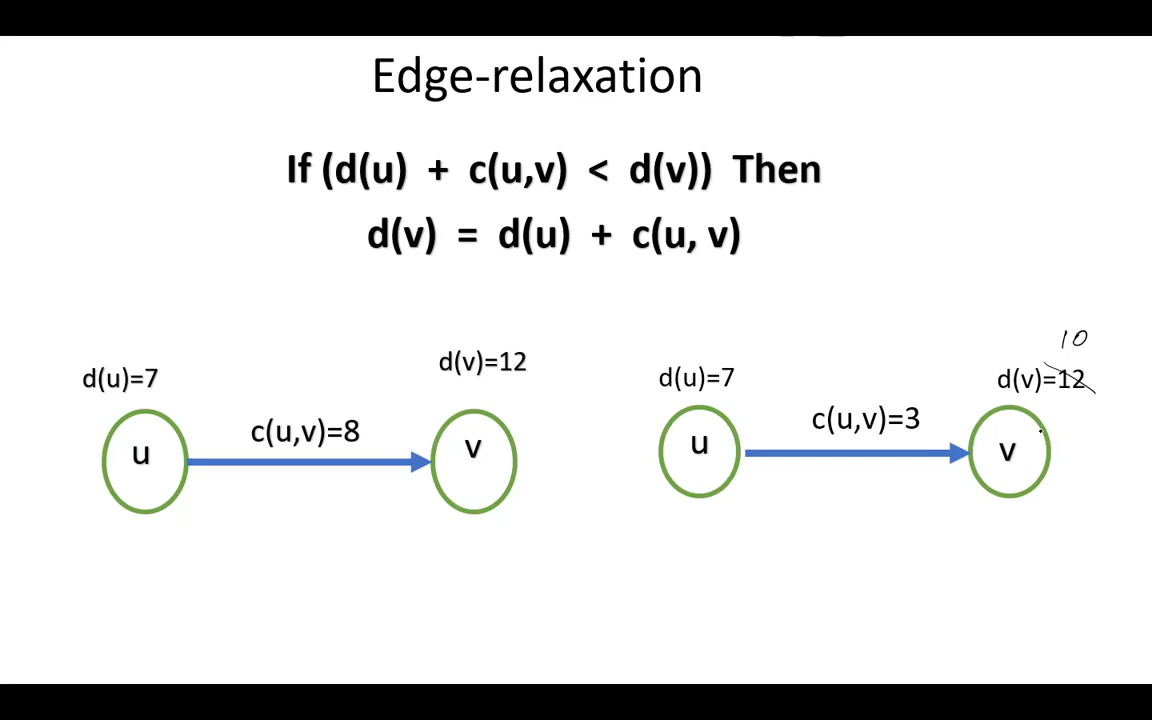 Edge-relaxation
If (d(u) + c(u,v) < d(v)) Then
d(v) = d(u) + c(u, v)
d(u)=7
d(v)=12
c(u,v)=8
u
v
10
d(u)=7
d(v)=12
c(u,v)=3
u
v